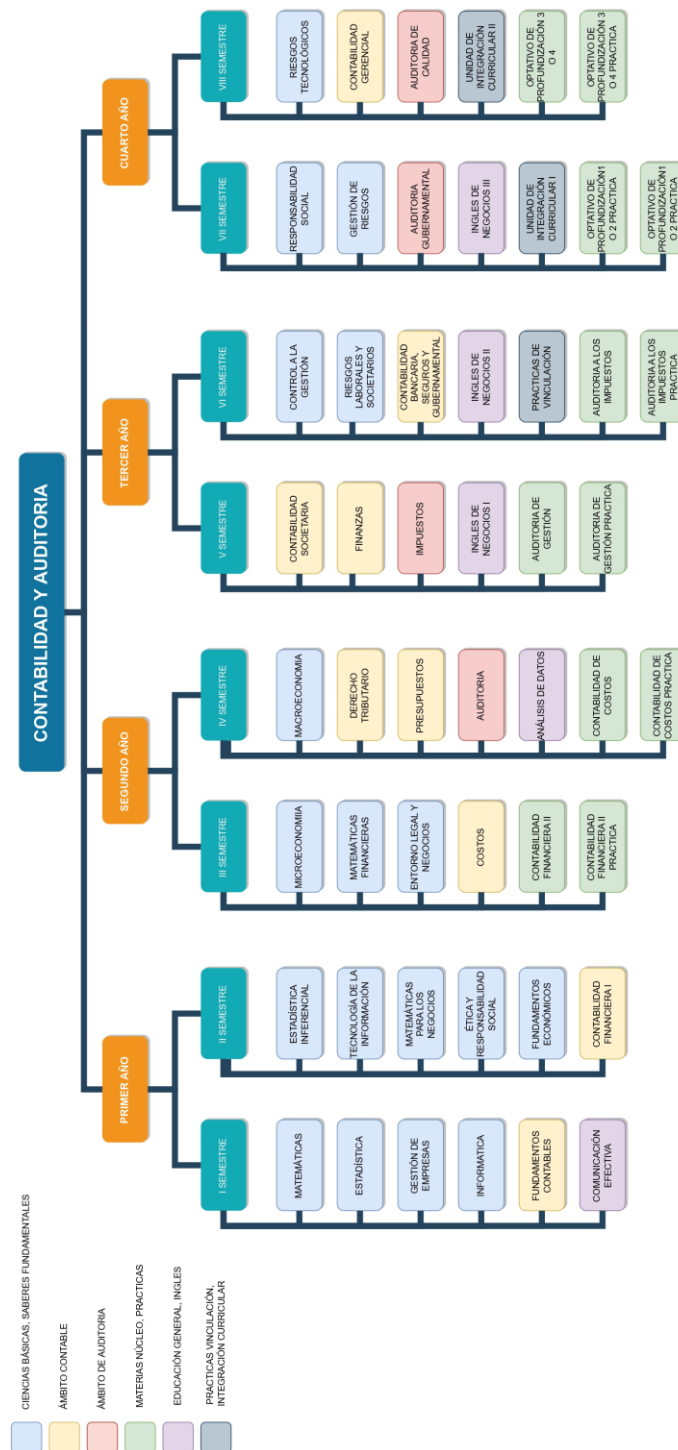 CONTABILIDAD Y AUDITORIA
PRIMER AÑO
SEGUNDO AÑO
TERCER AÑO
CUARTO AÑO
I SEMESTRE
MATEMÁTICAS
ESTADÍSTICA
GESTIÓN DE
EMPRESAS
INFORMATICA
FUNDAMENTOS
CONTABLES
COMUNICACIÓN
EFECTIVA
II SEMESTRE
ESTADÍSTICA
INFERENCIAL
TECNOLOGÍA DE LA
INFORMACIÓN
MATEMÁTICAS
PARA LOS
NEGOCIOS
ÉTICA Y
RESPONSABILIDAD
SOCIAL
FUNDAMENTOS
ECONÓMICOS
CONTABILIDAD
FINANCIERA I
III SEMESTRE
MICROECONOMIIA
MATEMÁTICAS
FINANCIERAS
ENTORNO LEGAL Y
NEGOCIOS
COSTOS
CONTABILIDAD
FINANCIERA II
CONTABILIDAD
FINANCIERA II
PRACTICA
IV SEMESTRE
MACROECONOMIA
DERECHO
TRIBUTARIO
PRESUPUESTOS
AUDITORIA
ANÁLISIS DE DATOS
CONTABILIDAD DE
COSTOS
CONTABILIDAD DE
COSTOS PRACTICA
V SEMESTRE
CONTABILIDAD
SOCIETARIA
FINANZAS
IMPUESTOS
INGLES DE
NEGOCIOS I
AUDITORIA DE
GESTIÓN
AUDITORIA DE
GESTIÓN PRACTICA
VI SEMESTRE
CONTROL A LA
GESTIÓN
RIESGOS
LABORALES Y
SOCIETARIOS
CONTABILIDAD
BANCARIA,
SEGUROS Y
GUBERNAMENTAL
INGLES DE
NEGOCIOS II
PRACTICAS DE
VINCULACIÓN
AUDITORIA A LOS
IMPUESTOS
AUDITORIA A LOS
IMPUESTOS
PRACTICA
VII SEMESTRE
RESPONSABILIDAD
SOCIAL
GESTIÓN DE
RIESGOS
AUDITORIA
GUBERNAMENTAL
INGLES DE
NEGOCIOS III
UNIDAD DE
INTEGRACIÓN
CURRICULAR I
OPTATIVO DE
PROFUNDIZACIÓN1
O 2 PRACTICA
OPTATIVO DE
PROFUNDIZACIÓN1
O 2 PRACTICA
VIII SEMESTRE
RIESGOS
TECNOLÓGICOS
CONTABILIDAD
GERENCIAL
AUDITORIA DE
CALIDAD
UNIDAD DE
INTEGRACIÓN
CURRICULAR II
OPTATIVO DE
PROFUNDIZACIÓN 3
O 4
OPTATIVO DE
PROFUNDIZACIÓN 3
O 4 PRACTICA
CIENCIAS BÁSICAS, SABERES FUNDAMENTALES
ÁMBITO CONTABLE
ÁMBITO DE AUDITORIA
MATERIAS NÚCLEO, PRACTICAS
EDUCACIÓN GENERAL, INGLES
PRACTICAS VINCULACIÓN,
INTEGRACIÓN CURRICULAR